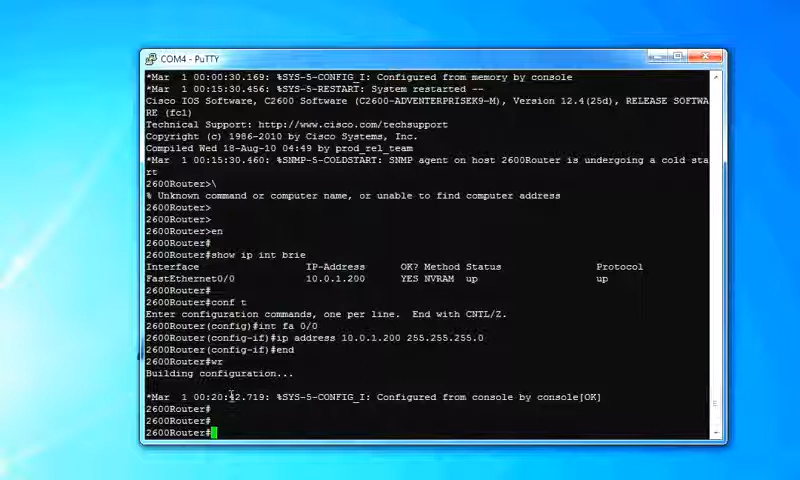 COM4 - PuTTY
*Mar  1 00:00:30.169: %SYS-5-CONFIG_I: Configured from memory by console
*Mar  1 00:15:30.456: %SYS-5-RESTART: System restarted --
Cisco IOS Software, C2600 Software (C2600-ADVENTERPRISEK9-M), Version 12.4(25d), RELEASE SOFTWA
RE (fc1)
Technical Support: http://www.cisco.com/techsupport
Copyright (c) 1986-2010 by Cisco Systems, Inc.
Compiled Wed 18-Aug-10 04:49 by prod_rel_team
*Mar  1 00:15:30.460: %SNMP-5-COLDSTART: SNMP agent on host 2600Router is undergoing a cold sta
rt
2600Router>\
% Unknown command or computer name, or unable to find computer address
2600Router>
2600Router>
2600Router>en
2600Router#
2600Router#show ip int brie
Interface                  IP-Address      OK? Method Status                Protocol
FastEthernet0/0            10.0.1.200      YES NVRAM  up                    up
2600Router#
2600Router#conf t
Enter configuration commands, one per line.  End with CNTL/Z.
2600Router(config)#int fa 0/0
2600Router(config-if)#ip address 10.0.1.200 255.255.255.0
2600Router(config-if)#end
2600Router#wr
Building configuration...
*Mar  1 00:20:42.719: %SYS-5-CONFIG_I: Configured from console by console[OK]
2600Router#
2600Router#
2600Router#